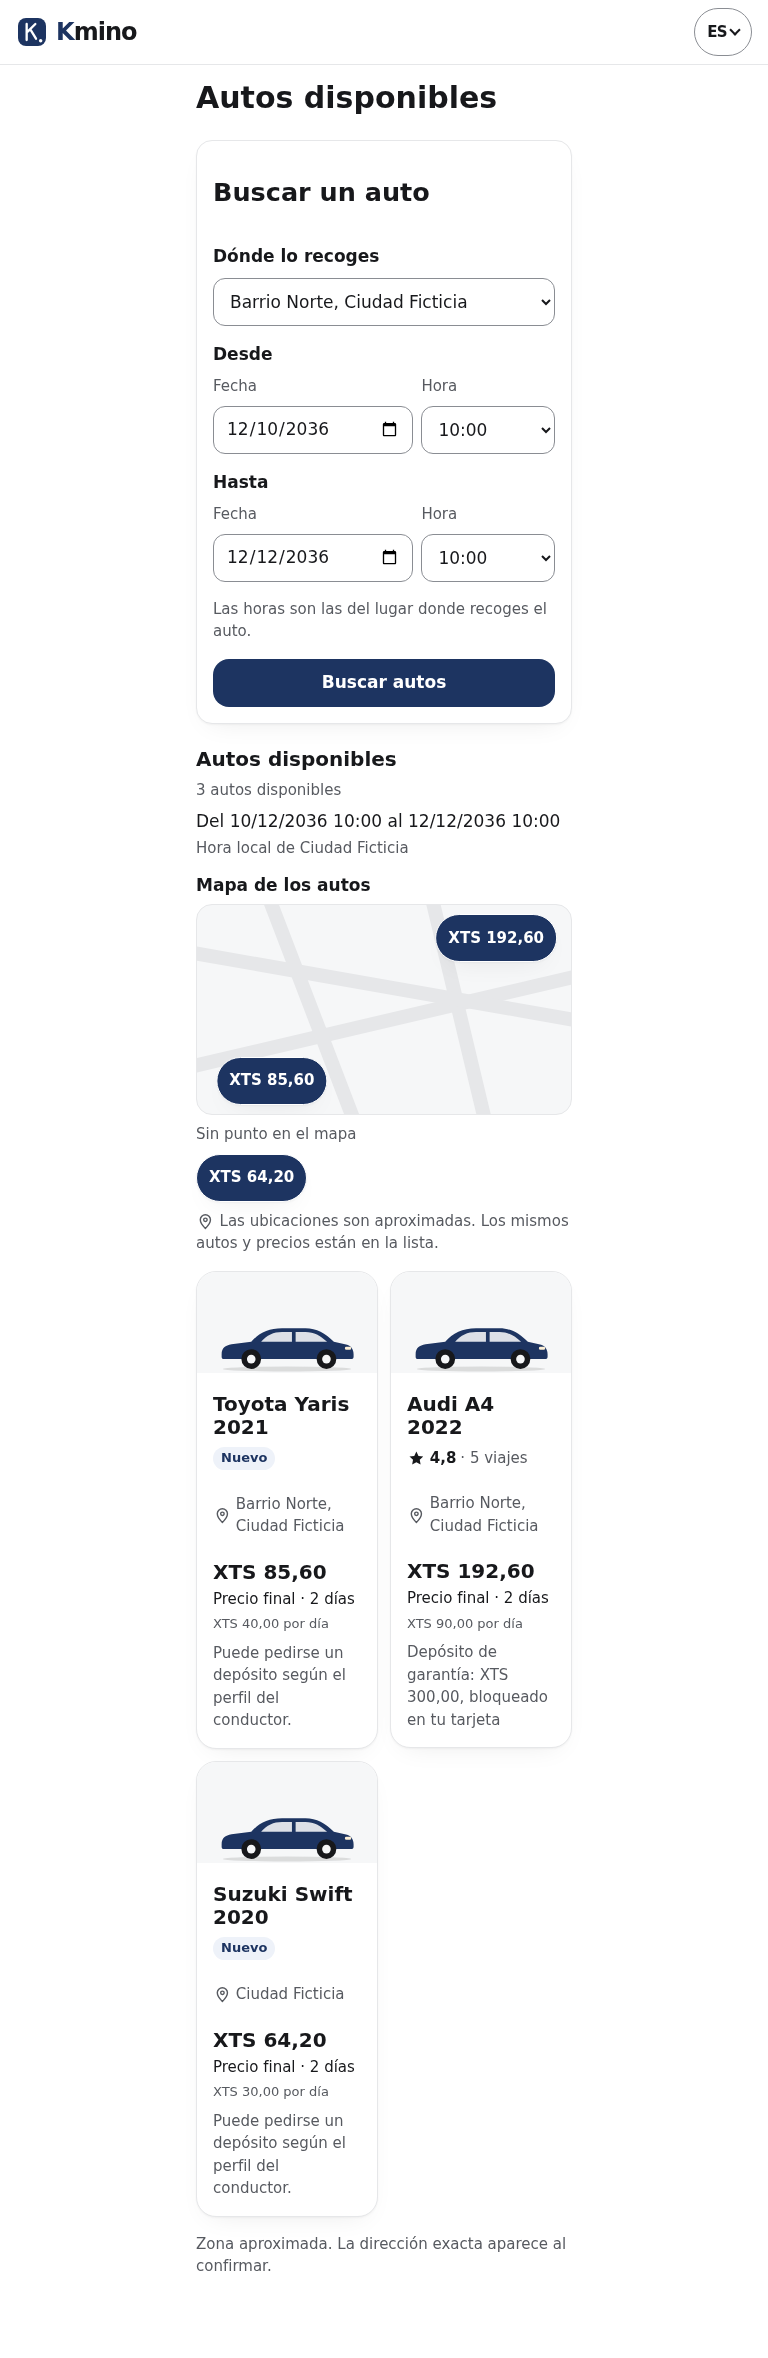 Kmino
ES
Autos disponibles
Buscar un auto
Dónde lo recoges
Barrio Norte, Ciudad Ficticia
Desde
Fecha
Hora
12/10/2036
10:00
Hasta
Fecha
Hora
12/12/2036
10:00
Las horas son las del lugar donde recoges el
auto.
Buscar autos
Autos disponibles
3 autos disponibles
Del 10/12/2036 10:00 al 12/12/2036 10:00
Hora local de Ciudad Ficticia
Mapa de los autos
XTS 192,60
XTS 85,60
Sin punto en el mapa
XTS 64,20
Las ubicaciones son aproximadas. Los mismos
autos y precios están en la lista.
Toyota Yaris
2021
Nuevo
Barrio Norte,
Ciudad Ficticia
XTS 85,60
Precio final · 2 días
XTS 40,00 por día
Puede pedirse un
depósito según el
perfil del
conductor.
Audi A4
2022
4,8 · 5 viajes
Barrio Norte,
Ciudad Ficticia
XTS 192,60
Precio final · 2 días
XTS 90,00 por día
Depósito de
garantía: XTS
300,00, bloqueado
en tu tarjeta
Suzuki Swift
2020
Nuevo
Ciudad Ficticia
XTS 64,20
Precio final · 2 días
XTS 30,00 por día
Puede pedirse un
depósito según el
perfil del
conductor.
Zona aproximada. La dirección exacta aparece al
confirmar.